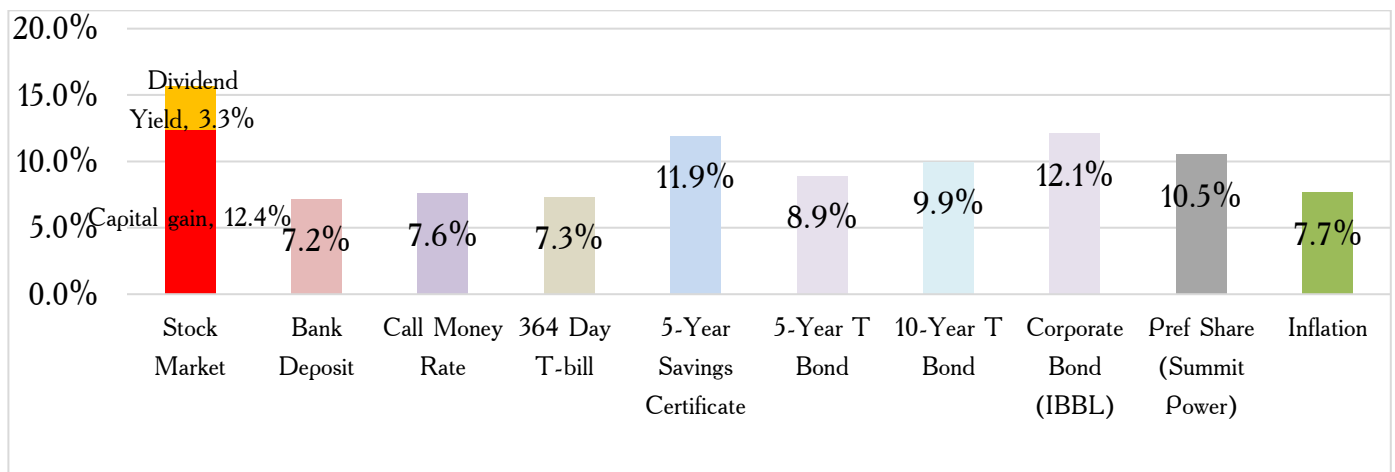 20.0%
15.0%
10.0%
5.0%
0.0%
Dividend
Yield, 3.3%
Capital gain, 12.4%
7.2%
7.6%
7.3%
11.9%
8.9%
9.9%
12.1%
10.5%
7.7%
Stock
Market
Bank
Deposit
Call Money
Rate
364 Day
T-bill
5-Year
Savings
Certificate
5-Year T
Bond
10-Year T
Bond
Corporate
Bond
(IBBL)
Pref Share
(Summit
Power)
Inflation